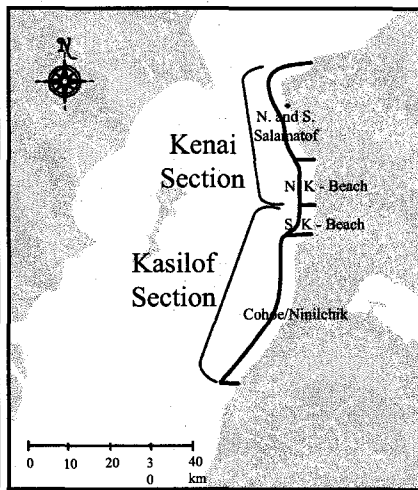 N
N. and S.
Salamatof
Kenai
Section
N K - Beach
S K - Beach
Kasilof
Section
Cohoe/Ninilchik
0 10 20 3 40
0 km